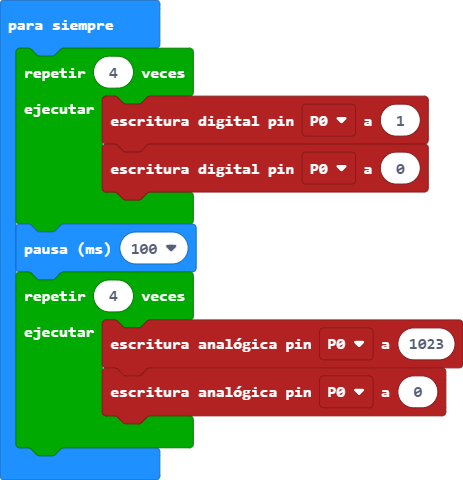 para siempre
repetir 4 veces
ejecutar
escritura digital pin P0 a 1
escritura digital pin P0 a 0
pausa (ms) 100
repetir 4 veces
ejecutar
escritura analógica pin P0 a 1023
escritura analógica pin P0 a 0